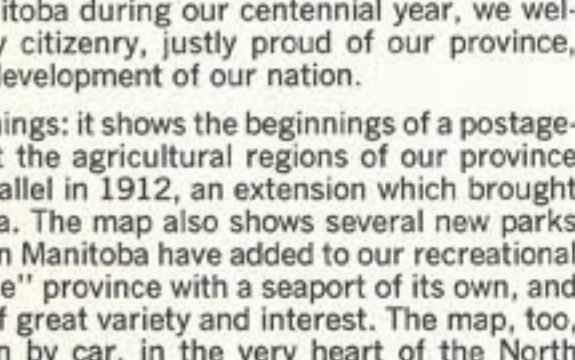 itoba during our centennial year, we wel-
y citizenry, justly proud of our province,
development of our nation.
nings: it shows the beginnings of a postage-
t the agricultural regions of our province
allel in 1912, an extension which brought
a. The map also shows several new parks
n Manitoba have added to our recreational
e" province with a seaport of its own, and
f great variety and interest. The map, too,
n by car, in the very heart of the North